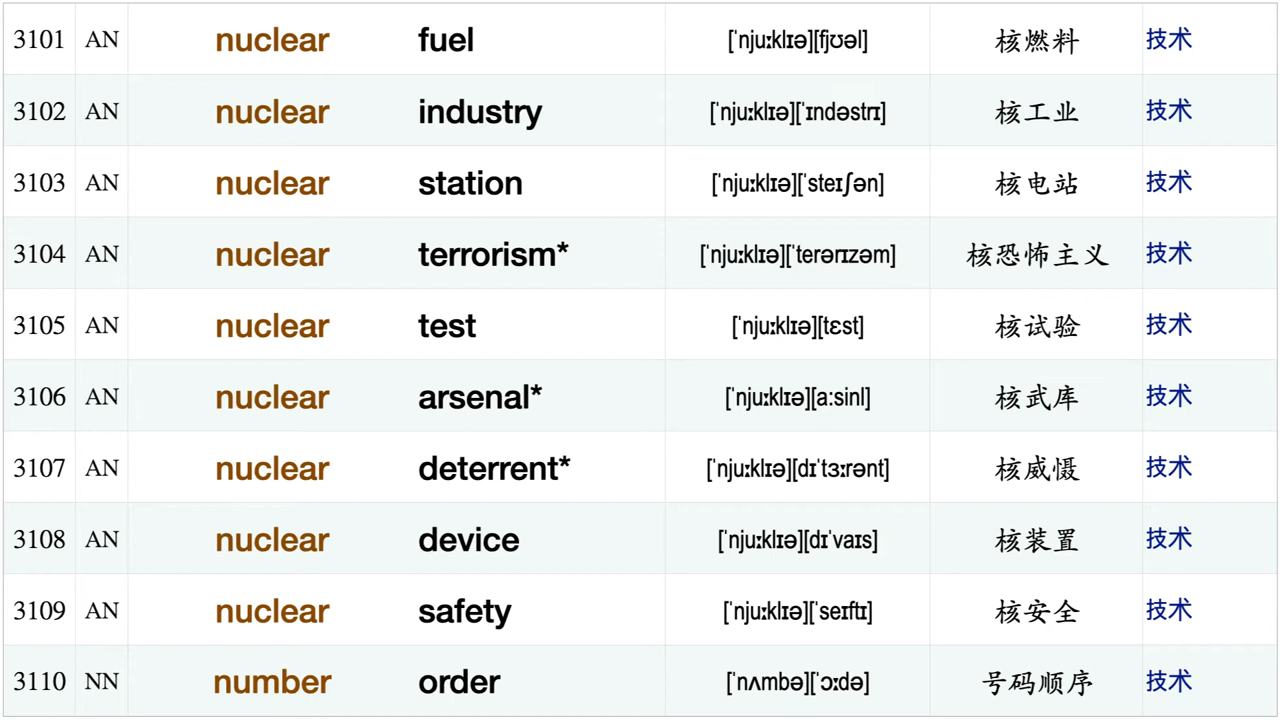 3101 AN nuclear fuel [ˈnjuːklɪə][fjʊəl] 核燃料 技术
3102 AN nuclear industry [ˈnjuːklɪə][ˈɪndəstrɪ] 核工业 技术
3103 AN nuclear station [ˈnjuːklɪə][ˈsteɪʃən] 核电站 技术
3104 AN nuclear terrorism* [ˈnjuːklɪə][ˈterərɪzəm] 核恐怖主义 技术
3105 AN nuclear test [ˈnjuːklɪə][tɛst] 核试验 技术
3106 AN nuclear arsenal* [ˈnjuːklɪə][a:sinl] 核武库 技术
3107 AN nuclear deterrent* [ˈnjuːklɪə][dɪˈtɜːrənt] 核威慑 技术
3108 AN nuclear device [ˈnjuːklɪə][dɪˈvaɪs] 核装置 技术
3109 AN nuclear safety [ˈnjuːklɪə][ˈseɪftɪ] 核安全 技术
3110 NN number order [ˈnʌmbə][ˈɔːdə] 号码顺序 技术